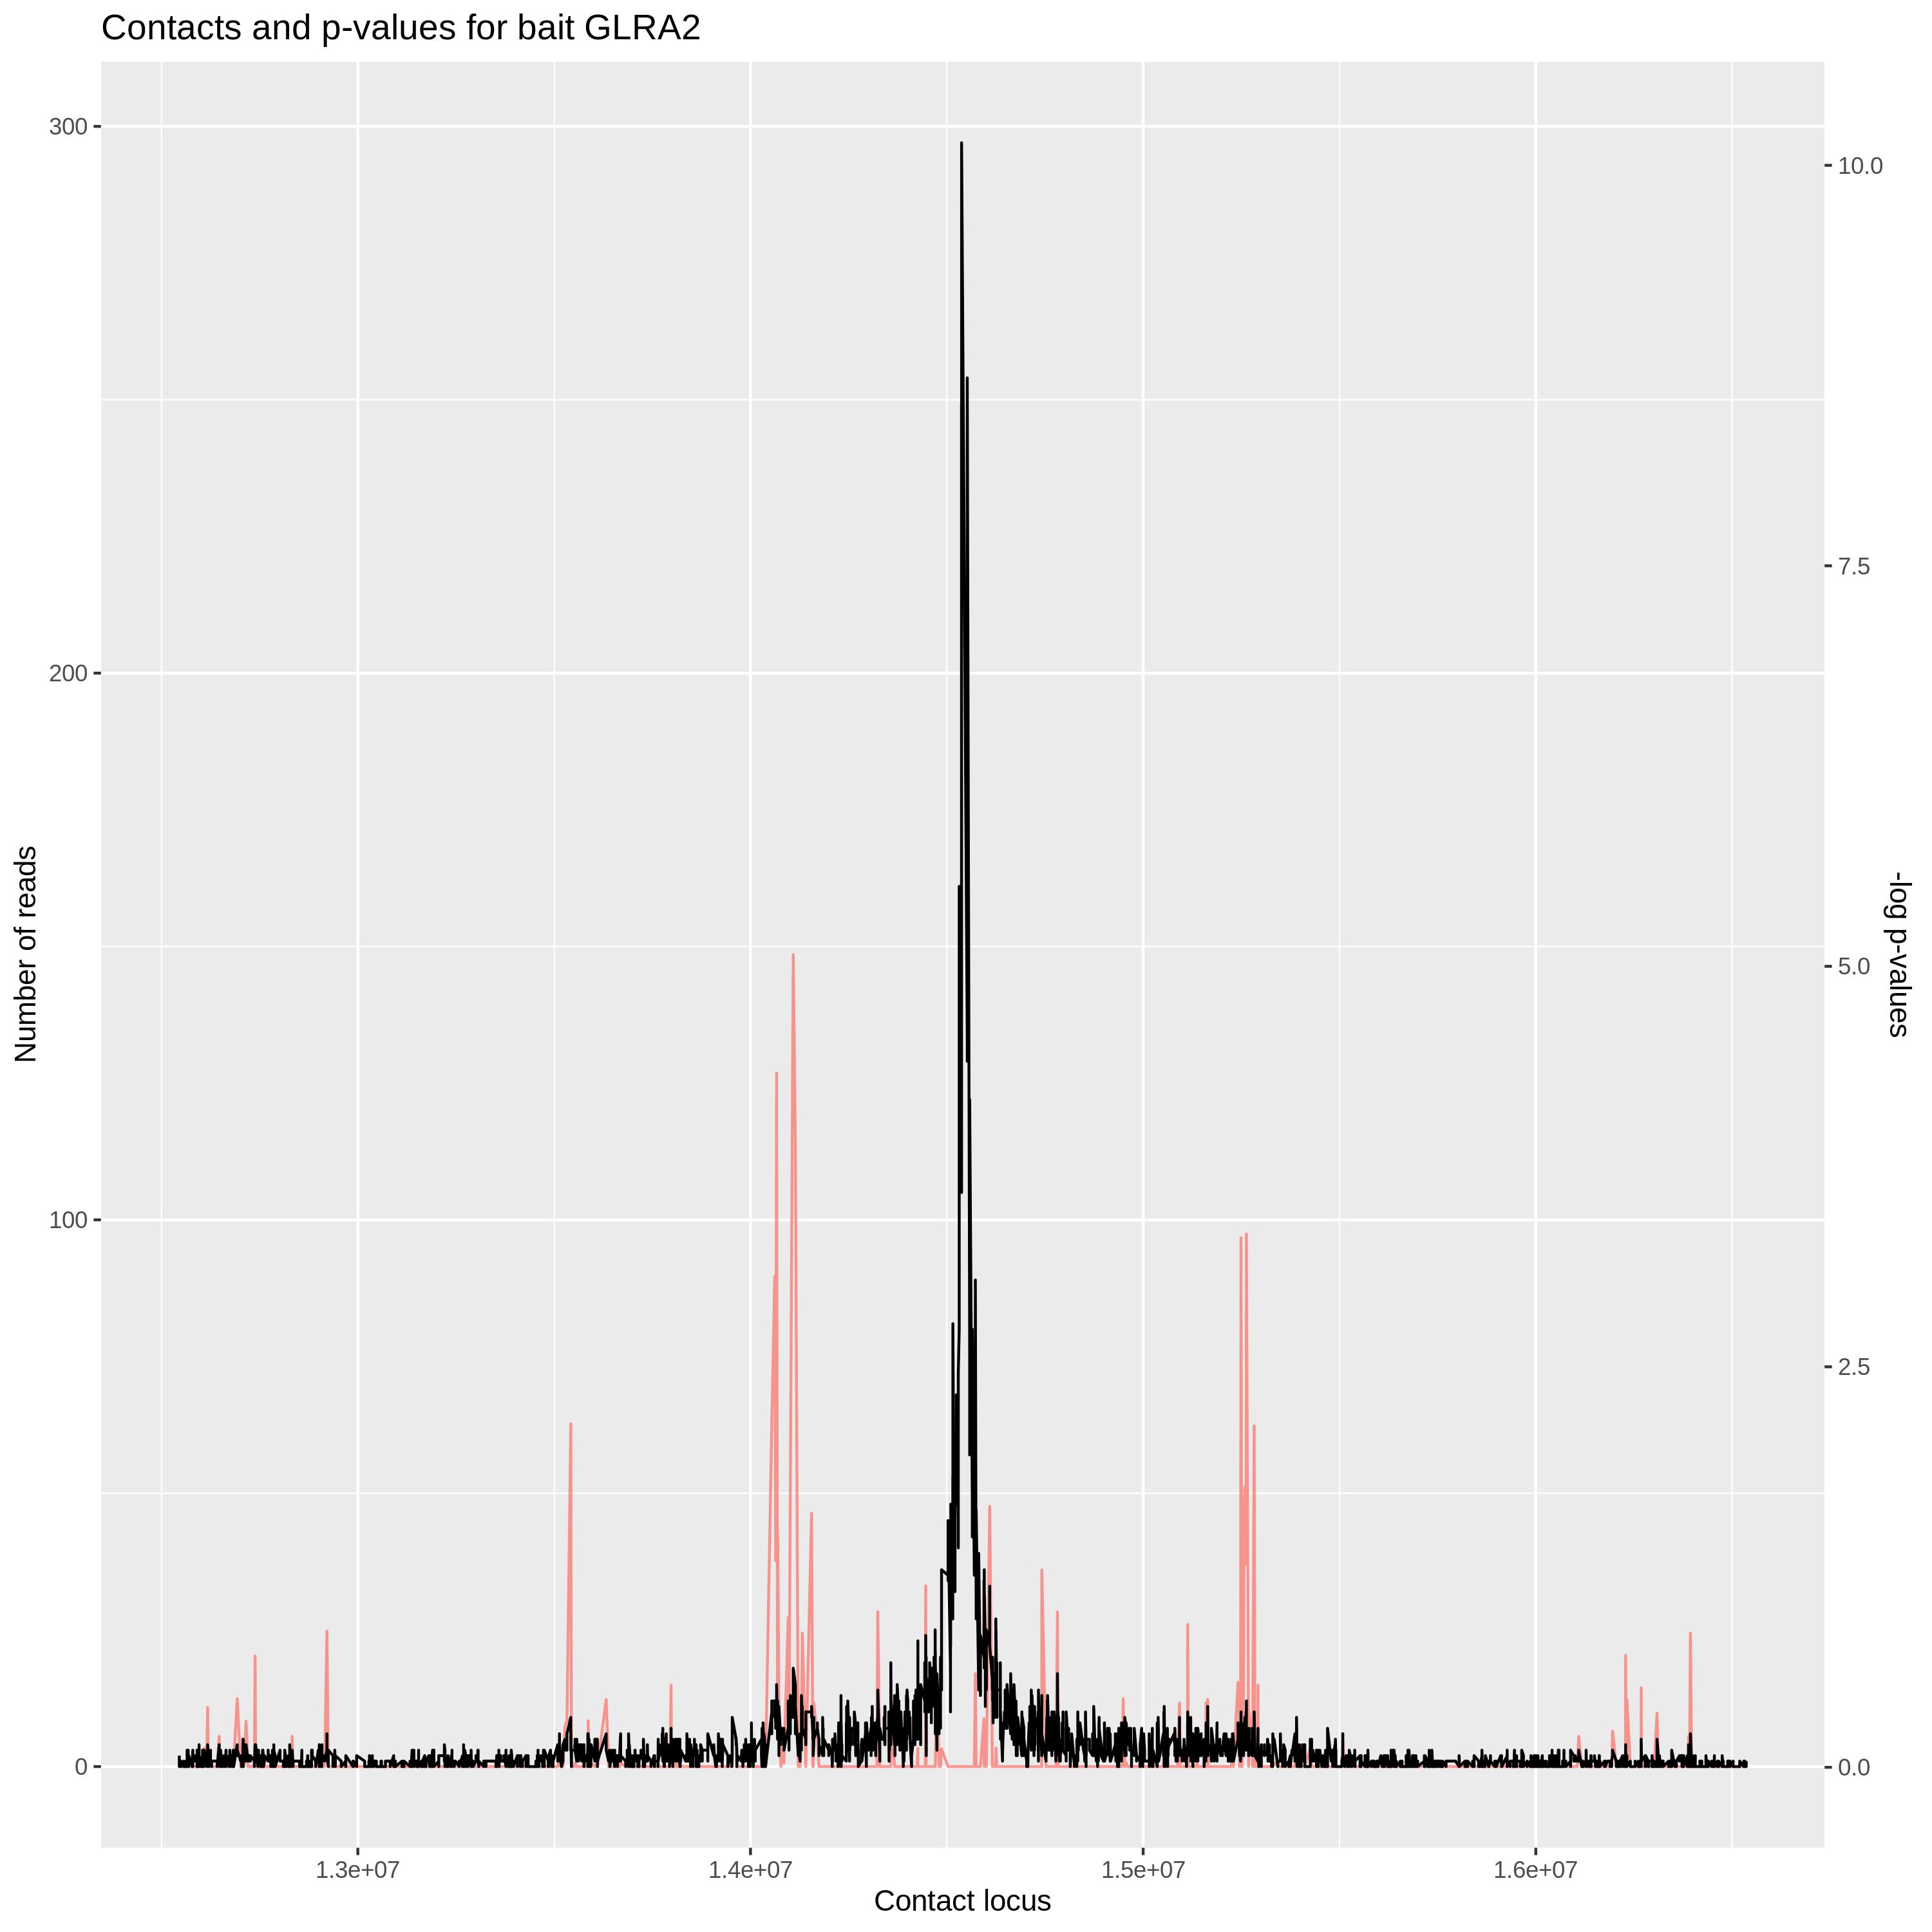 Contacts and p-values for bait GLRA2
300
200
100
0
Number of reads
10.0
7.5
5.0
2.5
0.0
-log p-values
1.3e+07
1.4e+07
1.5e+07
1.6e+07
Contact locus